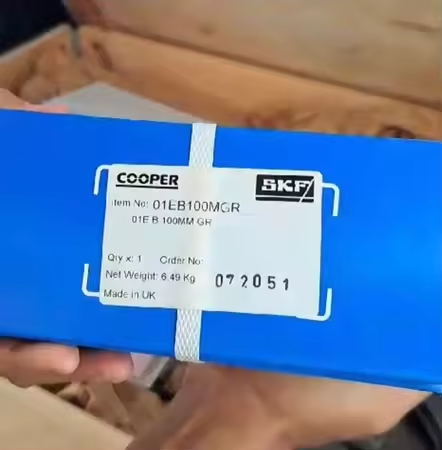 COOPER
SKF
Item No: 01EB100MGR
01E B 100MM GR
Qty x: 1 Order No:
Net Weight: 6.49 Kg
072051
Made in UK